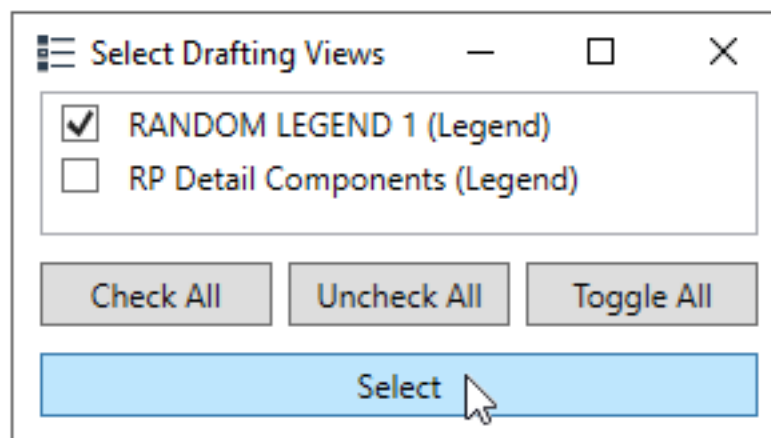 Select Drafting Views
RANDOM LEGEND 1 (Legend)
RP Detail Components (Legend)
Check All Uncheck All Toggle All
Select